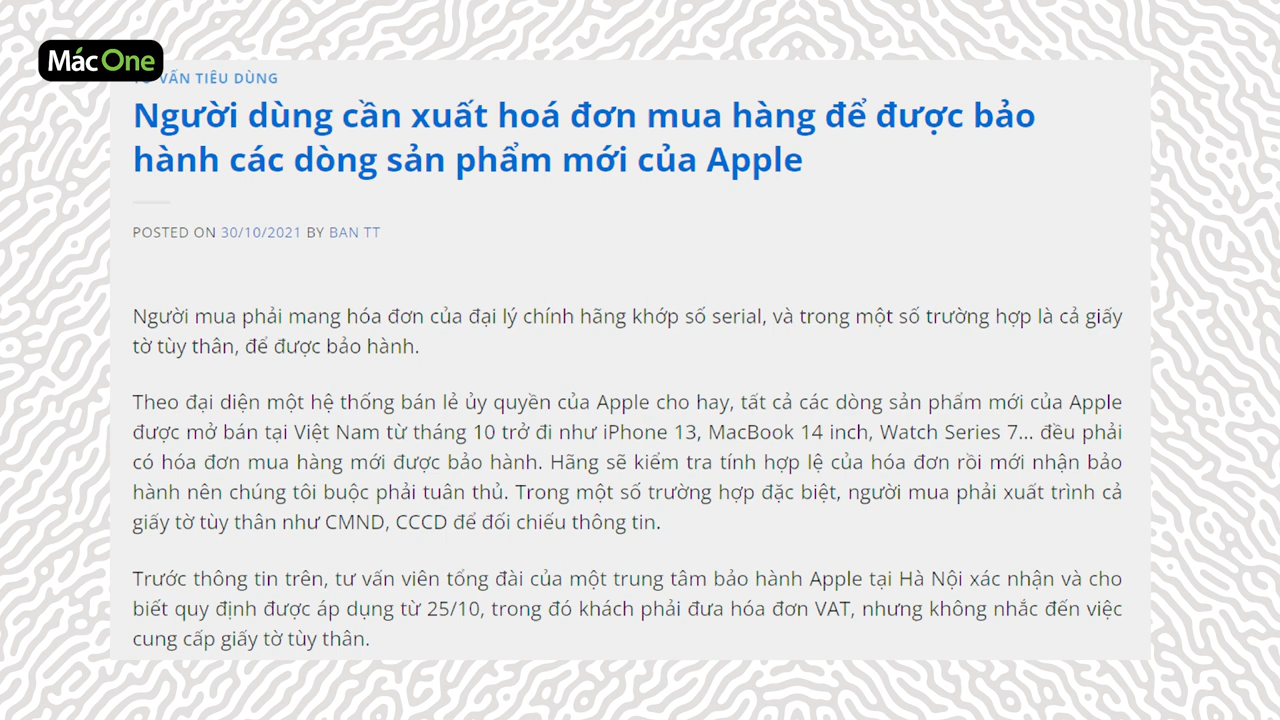 Mác One
VẤN TIÊU DÙNG
Người dùng cần xuất hoá đơn mua hàng để được bảo
hành các dòng sản phẩm mới của Apple
POSTED ON 30/10/2021 BY BAN TT
Người mua phải mang hóa đơn của đại lý chính hãng khớp số serial, và trong một số trường hợp là cả giấy
tờ tùy thân, để được bảo hành.
Theo đại diện một hệ thống bán lẻ ủy quyền của Apple cho hay, tất cả các dòng sản phẩm mới của Apple
được mở bán tại Việt Nam từ tháng 10 trở đi như iPhone 13, MacBook 14 inch, Watch Series 7... đều phải
có hóa đơn mua hàng mới được bảo hành. Hãng sẽ kiểm tra tính hợp lệ của hóa đơn rồi mới nhận bảo
hành nên chúng tôi buộc phải tuân thủ. Trong một số trường hợp đặc biệt, người mua phải xuất trình cả
giấy tờ tùy thân như CMND, CCCD để đối chiếu thông tin.
Trước thông tin trên, tư vấn viên tổng đài của một trung tâm bảo hành Apple tại Hà Nội xác nhận và cho
biết quy định được áp dụng từ 25/10, trong đó khách phải đưa hóa đơn VAT, nhưng không nhắc đến việc
cung cấp giấy tờ tùy thân.